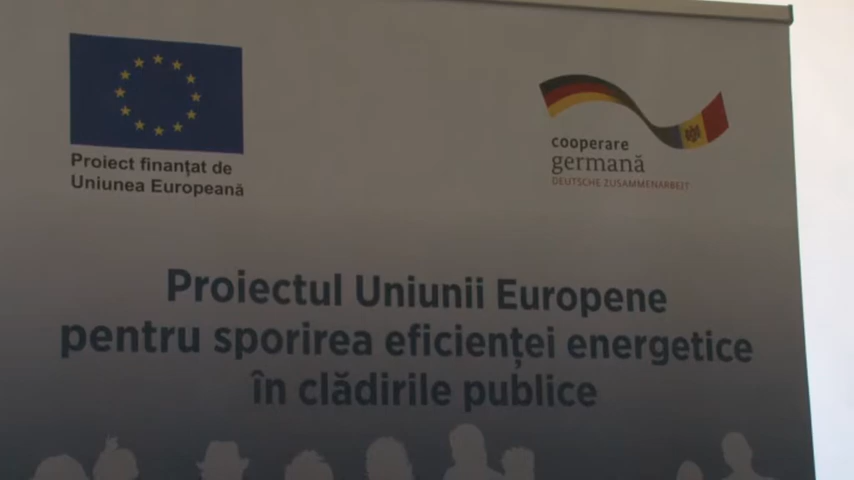 Proiect finanțat de
Uniunea Europeană
cooperare
germană
DEUTSCHE ZUSAMMENARBEIT
Proiectul Uniunii Europene
pentru sporirea eficienței energetice
în clădirile publice